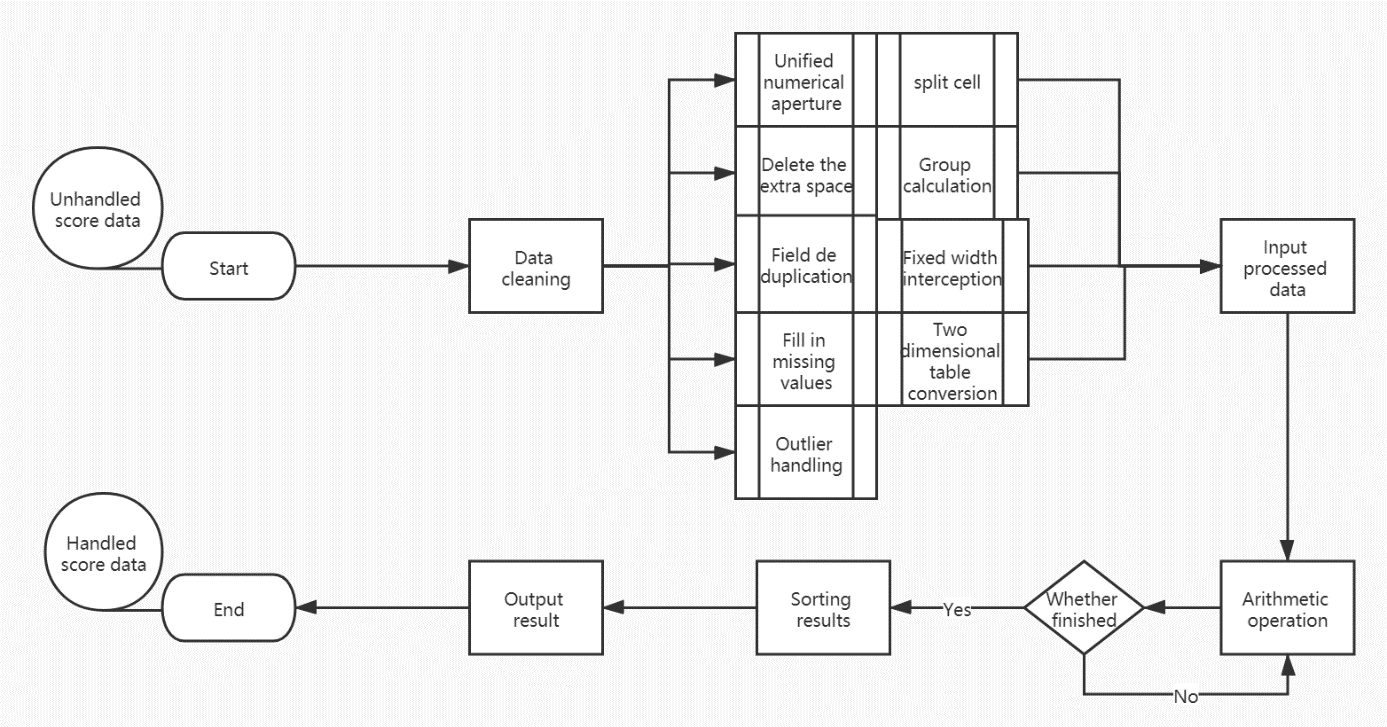 Unhandled
score data
Start
Data
cleaning
Unified
numerical
aperture
split cell
Delete the
extra space
Group
calculation
Field de
duplication
Fixed width
interception
Fill in
missing
values
Two
dimensional
table
conversion
Outlier
handling
Input
processed
data
Handled
score data
End
Output
result
Sorting
results
Yes
Whether
finished
Arithmetic
operation
No